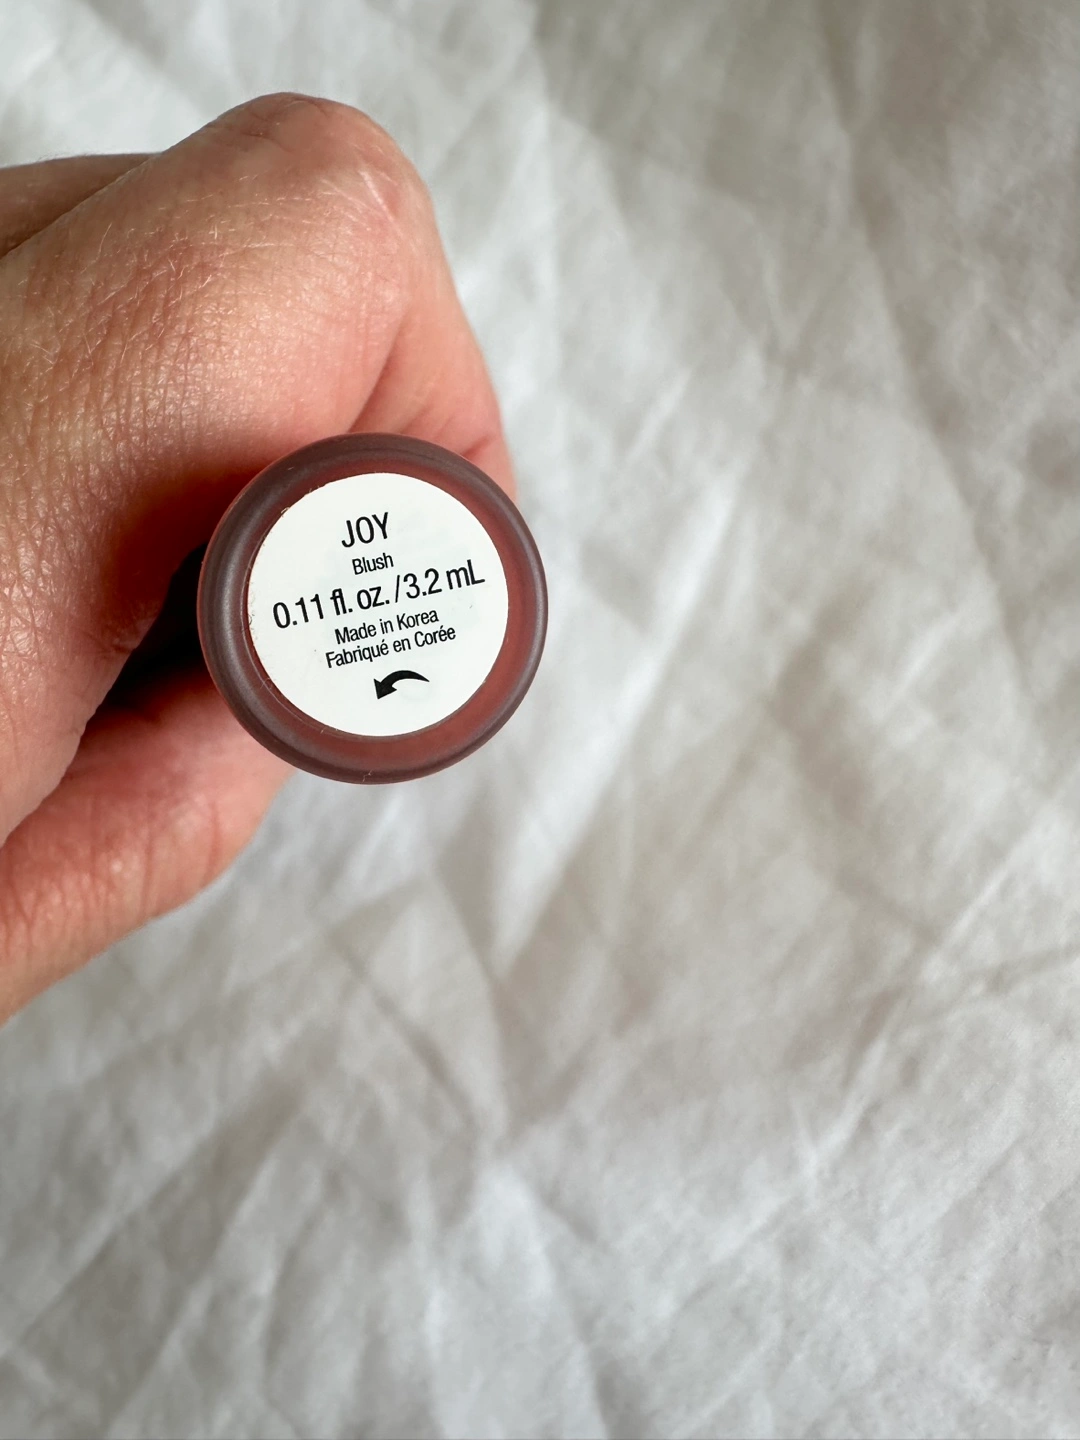 JOY
Blush
0.11 fl. oz./3.2 mL
Made in Korea
Fabriqué en Corée